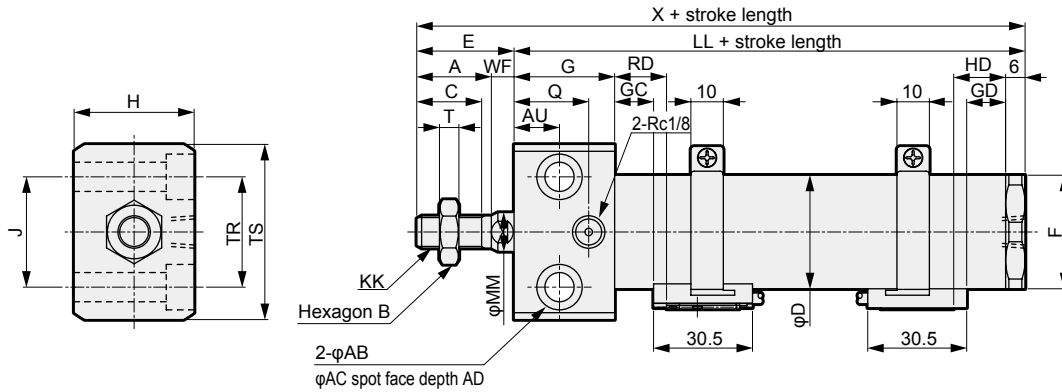 X + stroke length
E
LL + stroke length
A
WF
G
RD
HD
6
H
C
Q
GC
10
10
GD
T
AU
2-Rc1/8
J
TR
TS
F
KK
φMM
φD
Hexagon B
30.5
30.5
2-φAB
φAC spot face depth AD